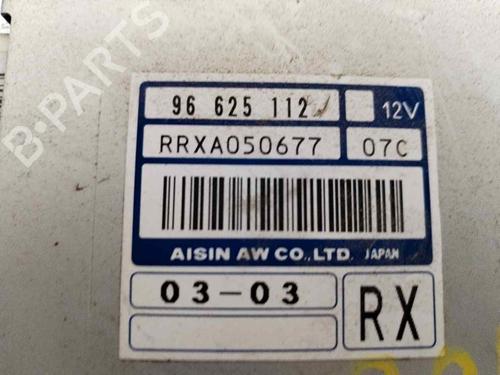 B-PARTS
96 625 112
12V
RRXA050677
07C
AISIN AW CO.,LTD. JAPAN
03-03
RX